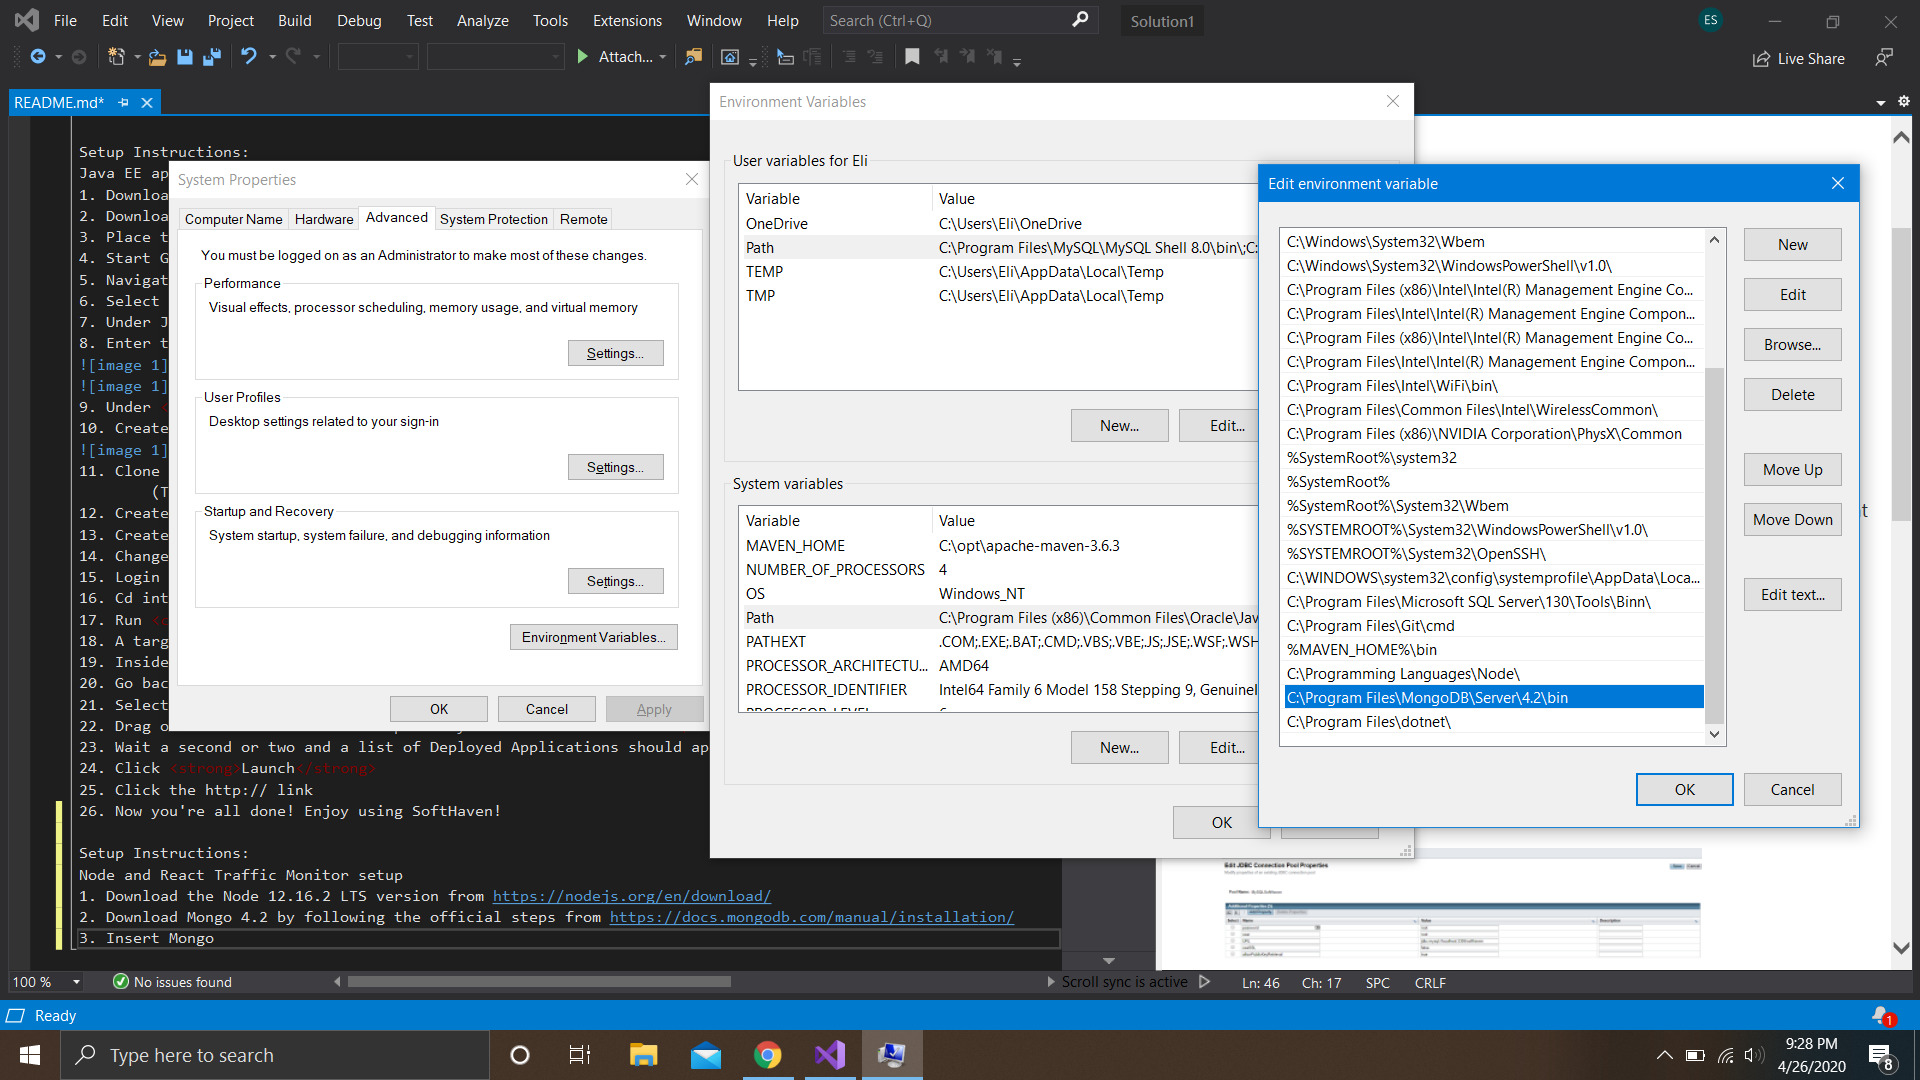 File Edit View Project Build Debug Test Analyze Tools Extensions Window Help Search (Ctrl+Q) Solution1 ES
Attach... Live Share
README.md*
Setup Instructions:
Java EE ap
1. Downloa
2. Downloa
3. Place t
4. Start G
5. Navigat
6. Select
7. Under J
8. Enter t
![image 1]
![image 1]
9. Under
10. Create
![image 1]
11. Clone
(T
12. Create
13. Create
14. Change
15. Login
16. Cd int
17. Run
18. A targ
19. Inside
20. Go bac
21. Select
22. Drag o
23. Wait a second or two and a list of Deployed Applications should ap
24. Click <strong>Launch</strong>
25. Click the http:// link
26. Now you're all done! Enjoy using SoftHaven!
Setup Instructions:
Node and React Traffic Monitor setup
1. Download the Node 12.16.2 LTS version from https://nodejs.org/en/download/
2. Download Mongo 4.2 by following the official steps from https://docs.mongodb.com/manual/installation/
3. Insert Mongo
System Properties
Computer Name Hardware Advanced System Protection Remote
You must be logged on as an Administrator to make most of these changes.
Performance
Visual effects, processor scheduling, memory usage, and virtual memory
Settings...
User Profiles
Desktop settings related to your sign-in
Settings...
Startup and Recovery
System startup, system failure, and debugging information
Settings...
Environment Variables...
OK Cancel Apply
Environment Variables
User variables for Eli
Variable Value
OneDrive C:\Users\Eli\OneDrive
Path C:\Program Files\MySQL\MySQL Shell 8.0\bin\;C:
TEMP C:\Users\Eli\AppData\Local\Temp
TMP C:\Users\Eli\AppData\Local\Temp
New... Edit...
System variables
Variable Value
MAVEN_HOME C:\opt\apache-maven-3.6.3
NUMBER_OF_PROCESSORS 4
OS Windows_NT
Path C:\Program Files (x86)\Common Files\Oracle\Jav
PATHEXT .COM;.EXE;.BAT;.CMD;.VBS;.VBE;.JS;.JSE;.WSF;.WSH
PROCESSOR_ARCHITECTU... AMD64
PROCESSOR_IDENTIFIER Intel64 Family 6 Model 158 Stepping 9, GenuineI
New... Edit...
OK
Edit environment variable
C:\Windows\System32\Wbem
C:\Windows\System32\WindowsPowerShell\v1.0\
C:\Program Files (x86)\Intel\Intel(R) Management Engine Co...
C:\Program Files\Intel\Intel(R) Management Engine Compon...
C:\Program Files (x86)\Intel\Intel(R) Management Engine Co...
C:\Program Files\Intel\Intel(R) Management Engine Compon...
C:\Program Files\Intel\WiFi\bin\
C:\Program Files\Common Files\Intel\WirelessCommon\
C:\Program Files (x86)\NVIDIA Corporation\PhysX\Common
%SystemRoot%\system32
%SystemRoot%
%SystemRoot%\System32\Wbem
%SYSTEMROOT%\System32\WindowsPowerShell\v1.0\
%SYSTEMROOT%\System32\OpenSSH\
C:\WINDOWS\system32\config\systemprofile\AppData\Loca...
C:\Program Files\Microsoft SQL Server\130\Tools\Binn\
C:\Program Files\Git\cmd
%MAVEN_HOME%\bin
C:\Programming Languages\Node\
C:\Program Files\MongoDB\Server\4.2\bin
C:\Program Files\dotnet\
New
Edit
Browse...
Delete
Move Up
Move Down
Edit text...
OK Cancel
Edit JDBC Connection Pool Properties
100 % No issues found Scroll sync is active Ln: 46 Ch: 17 SPC CRLF
Ready 1
Type here to search 9:28 PM
4/26/2020 8